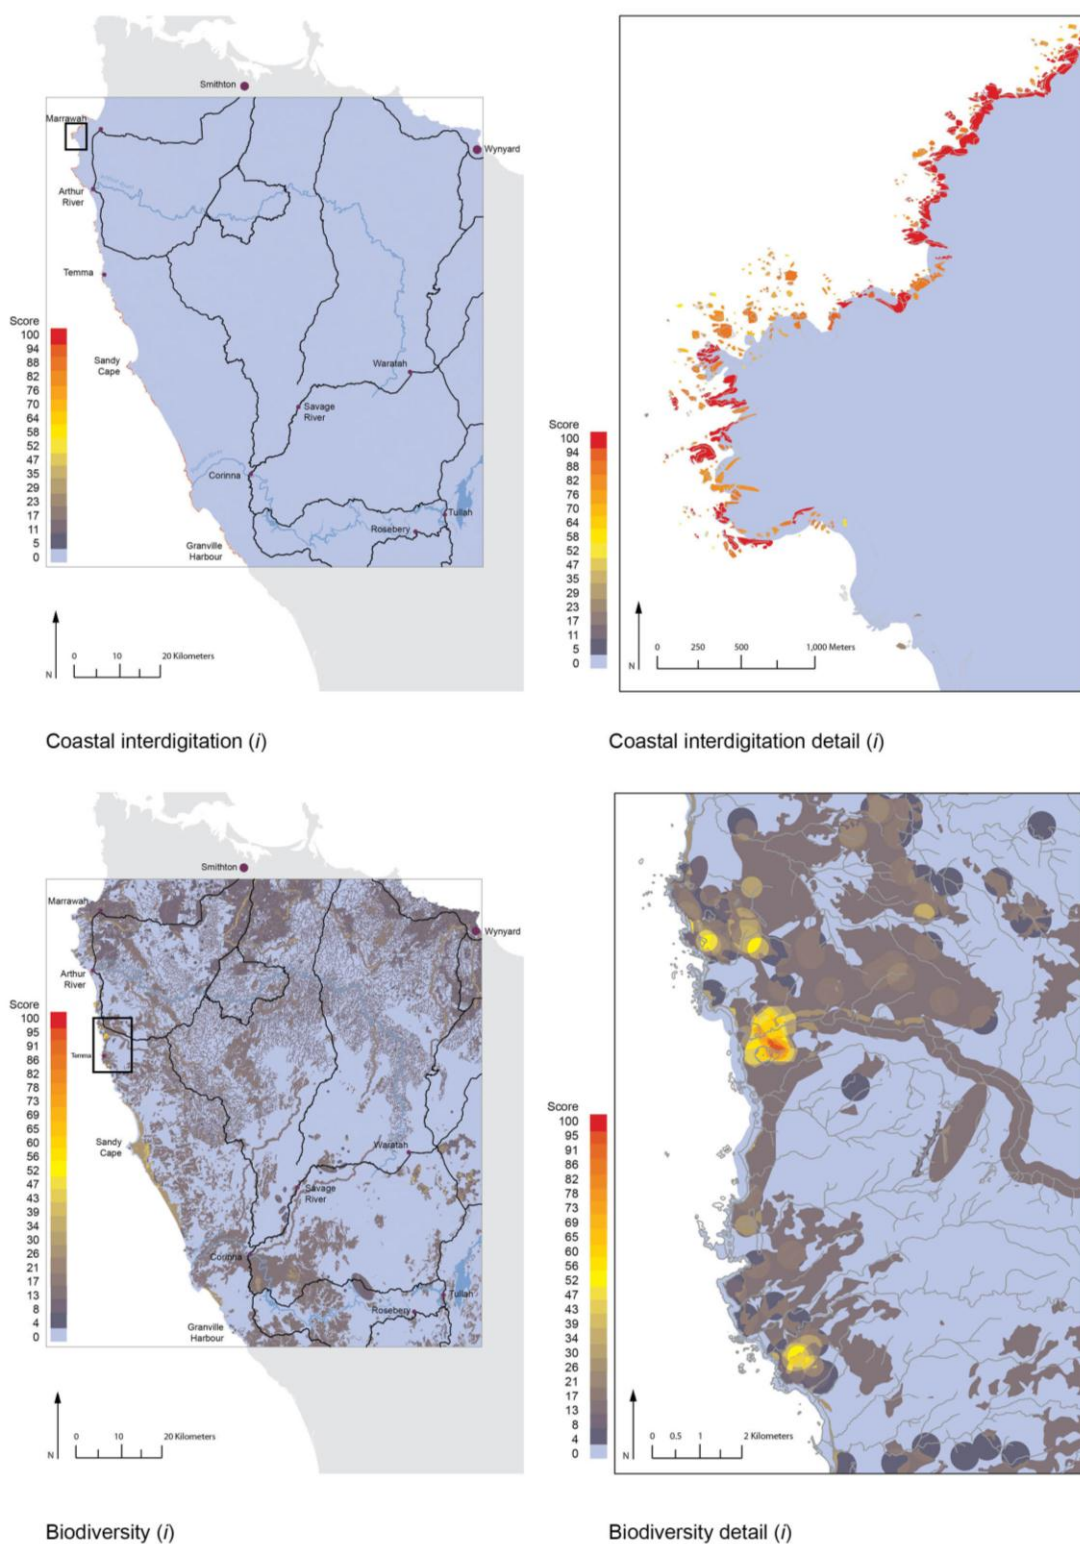 Smithton
Marrawah
Wynyard
Arthur
River
Temma
Score
100
94
88
82
76
70
64
58
52
47
35
29
23
17
11
5
0
Sandy
Cape
Waratah
Savage
River
Corinna
Tullah
Rosebery
Granville
Harbour
N
0 10 20 Kilometers
Score
100
94
88
82
76
70
64
58
52
47
35
29
23
17
11
5
0
N
0 250 500 1,000 Meters
Coastal interdigitation (i)
Coastal interdigitation detail (i)
Smithton
Marrawah
Wynyard
Arthur
River
Score
100
95
91
86
82
78
73
69
65
60
56
52
47
43
39
34
30
26
21
17
13
8
4
0
Temma
Sandy
Cape
Waratah
Savage
River
Corinna
Tullah
Rosebery
Granville
Harbour
N
0 10 20 Kilometers
Score
100
95
91
86
82
78
73
69
65
60
56
52
47
43
39
34
30
26
21
17
13
8
4
0
N
0 0.5 1 2 Kilometers
Biodiversity (i)
Biodiversity detail (i)